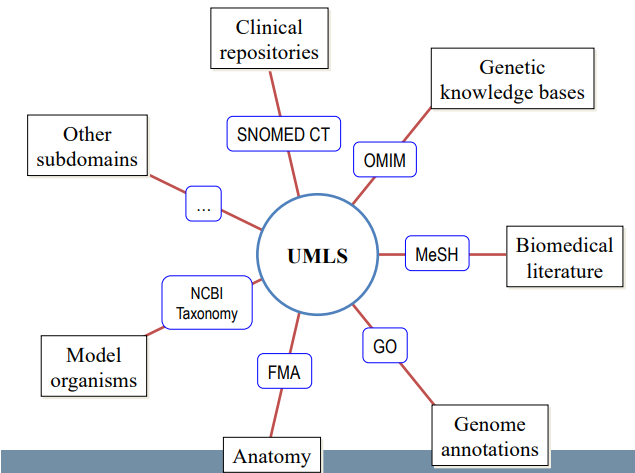 Clinical
repositories
Genetic
knowledge bases
SNOMED CT
OMIM
Other
subdomains
...
UMLS
MeSH
Biomedical
literature
NCBI
Taxonomy
GO
Model
organisms
FMA
Genome
annotations
Anatomy